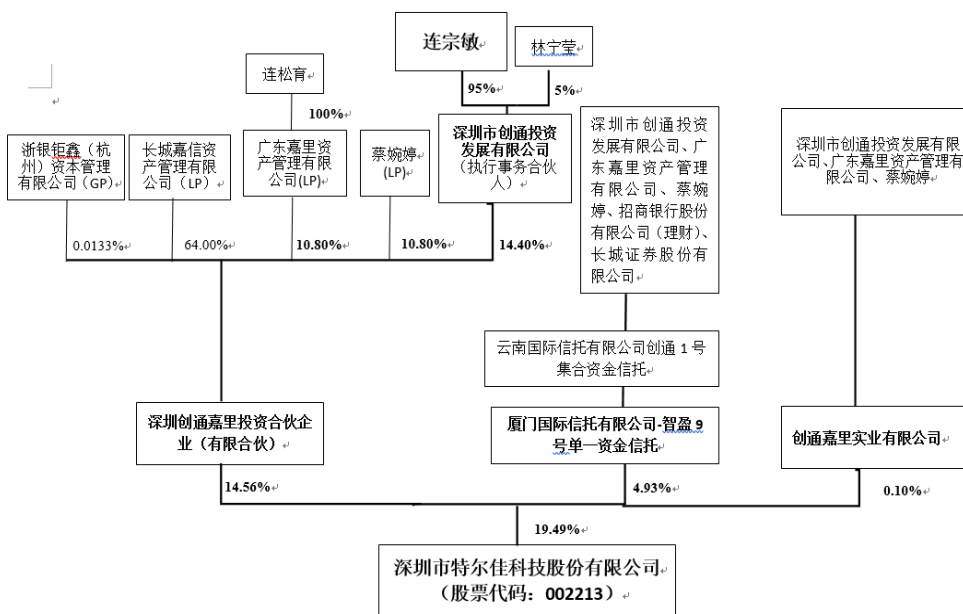 连宗敏
林宁莹
连松育
95%
5%
100%
浙银钜鑫（杭
州）资本管理
有限公司（GP）
长城嘉信资
产管理有限
公司（LP）
广东嘉里资
产管理有限
公司(LP)
蔡婉婷
(LP)
深圳市创通投资
发展有限公司
（执行事务合伙
人）
深圳市创通投资
发展有限公司、广
东嘉里资产管理
有限公司、蔡婉
婷、招商银行股份
有限公司（理财）、
长城证券股份有
限公司
深圳市创通投资发展有限
公司、广东嘉里资产管理有
限公司、蔡婉婷
0.0133%
64.00%
10.80%
10.80%
14.40%
云南国际信托有限公司创通 1 号
集合资金信托
深圳创通嘉里投资合伙企
业（有限合伙）
厦门国际信托有限公司-智盈 9
号单一资金信托
创通嘉里实业有限公司
14.56%
4.93%
0.10%
19.49%
深圳市特尔佳科技股份有限公司
（股票代码：002213）